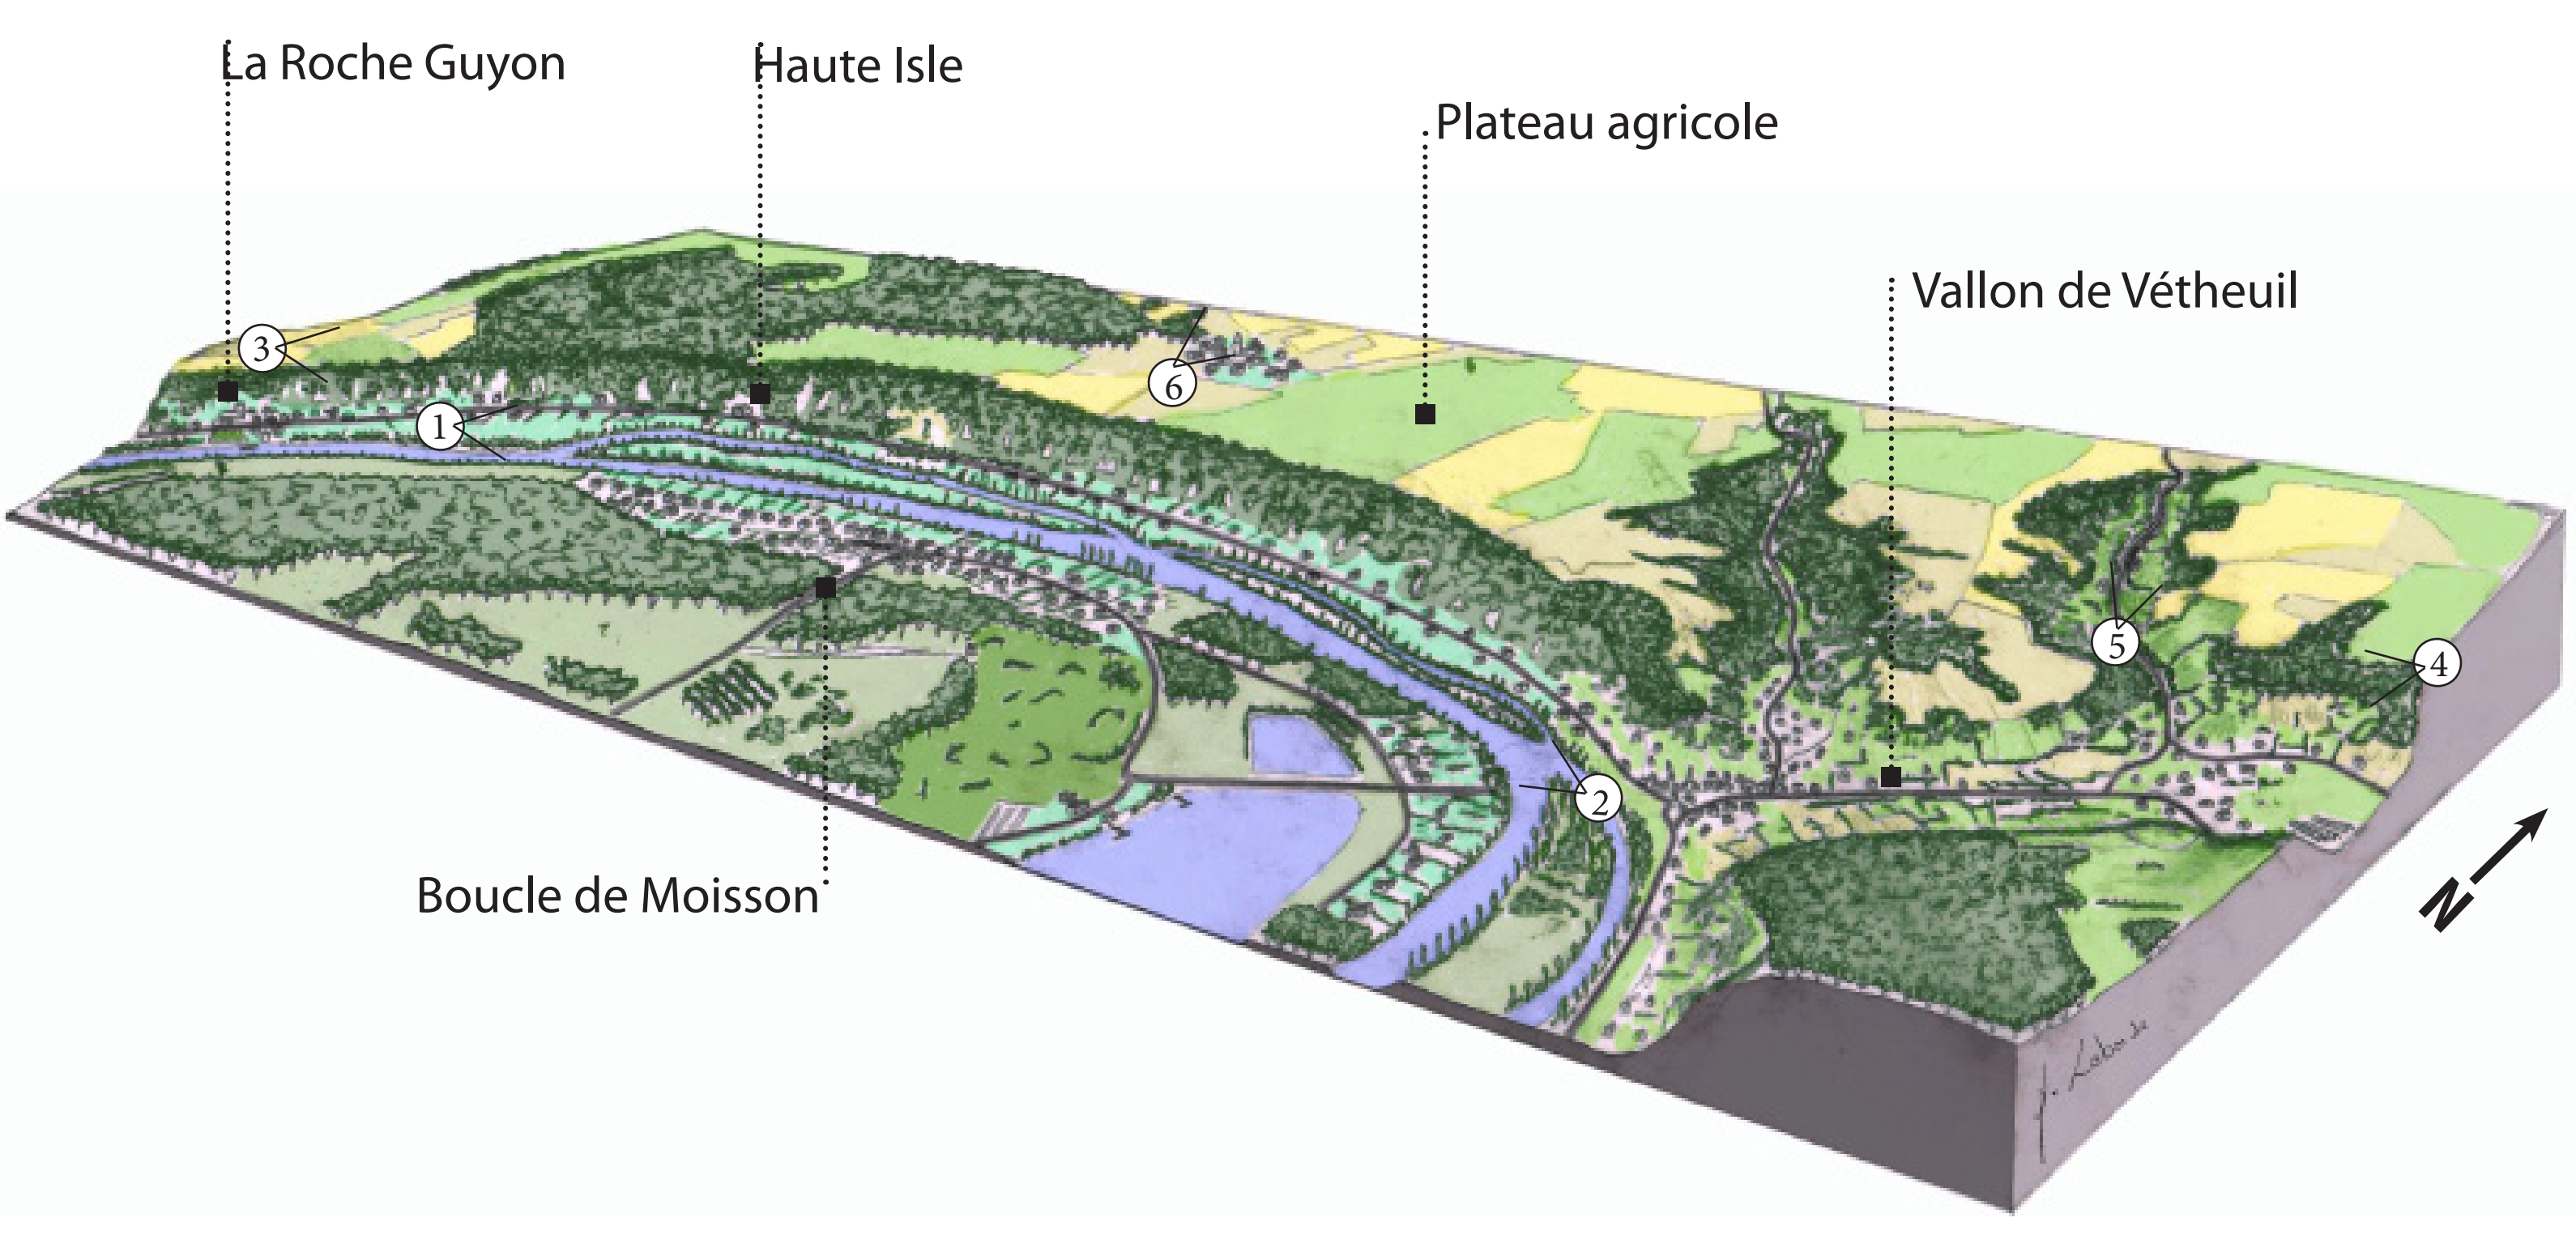 La Roche Guyon
Haute Isle
Plateau agricole
Vallon de Vétheuil
3
6
1
5
4
2
Boucle de Moisson
N